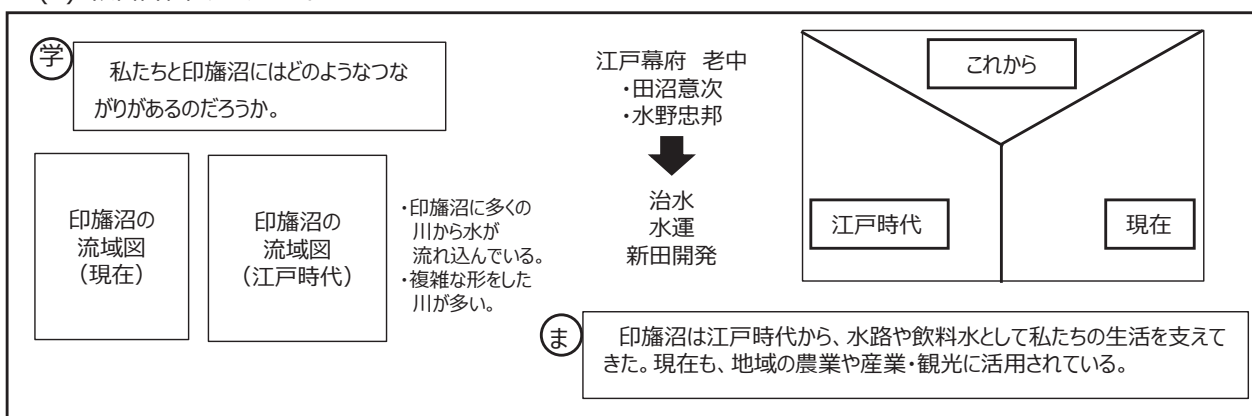 学
私たちと印旛沼にはどのようなつな
がりがあるのだろうか。
印旛沼の
流域図
(現在)
印旛沼の
流域図
(江戸時代)
・印旛沼に多くの
川から水が
流れ込んでいる。
・複雑な形をした
川が多い。
江戸幕府 老中
・田沼意次
・水野忠邦
治水
水運
新田開発
これから
江戸時代
現在
ま
印旛沼は江戸時代から、水路や飲料水として私たちの生活を支えて
きた。現在も、地域の農業や産業・観光に活用されている。